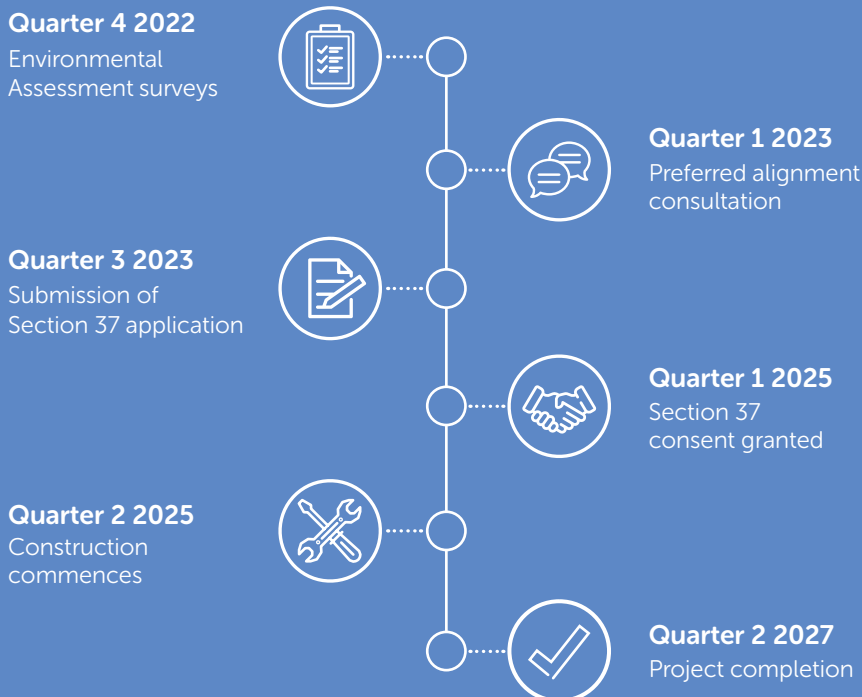 Quarter 4 2022
Environmental
Assessment surveys
Quarter 1 2023
Preferred alignment
consultation
Quarter 3 2023
Submission of
Section 37 application
Quarter 1 2025
Section 37
consent granted
Quarter 2 2025
Construction
commences
Quarter 2 2027
Project completion